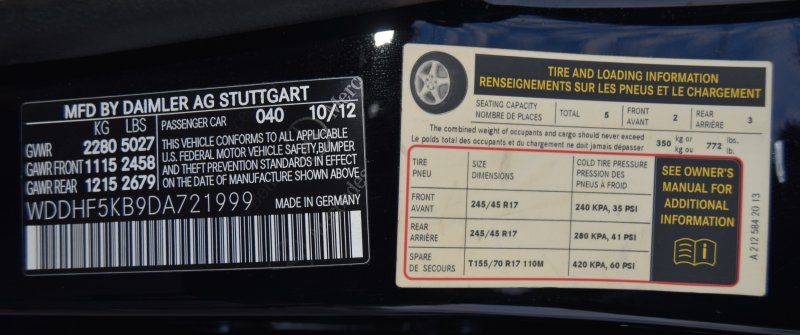 MFD BY DAIMLER AG STUTTGART
KG LBS PASSENGER CAR 040 10/12
GVWR 2280 5027
GAWR FRONT 1115 2458
GAWR REAR 1215 2679
THIS VEHICLE CONFORMS TO ALL APPLICABLE
U.S. FEDERAL MOTOR VEHICLE SAFETY, BUMPER
AND THEFT PREVENTION STANDARDS IN EFFECT
ON THE DATE OF MANUFACTURE SHOWN ABOVE.
WDDHF5KB9DA721999 MADE IN GERMANY
TIRE AND LOADING INFORMATION
RENSEIGNEMENTS SUR LES PNEUS ET LE CHARGEMENT
SEATING CAPACITY TOTAL 5 FRONT 2 REAR 3
NOMBRE DE PLACES AVANT ARRIÈRE
The combined weight of occupants and cargo should never exceed 350 kg or 772 lbs.
Le poids total des occupants et du chargement ne doit jamais dépasser kg ou lb.
TIRE SIZE COLD TIRE PRESSURE
PNEU DIMENSIONS PRESSION DES
PNEUS À FROID
FRONT 245/45 R17 240 KPA, 35 PSI
AVANT
REAR 245/45 R17 280 KPA, 41 PSI
ARRIÈRE
SPARE T155/70 R17 110M 420 KPA, 60 PSI
DE SECOURS
SEE OWNER'S
MANUAL FOR
ADDITIONAL
INFORMATION
A 212 584 20 13